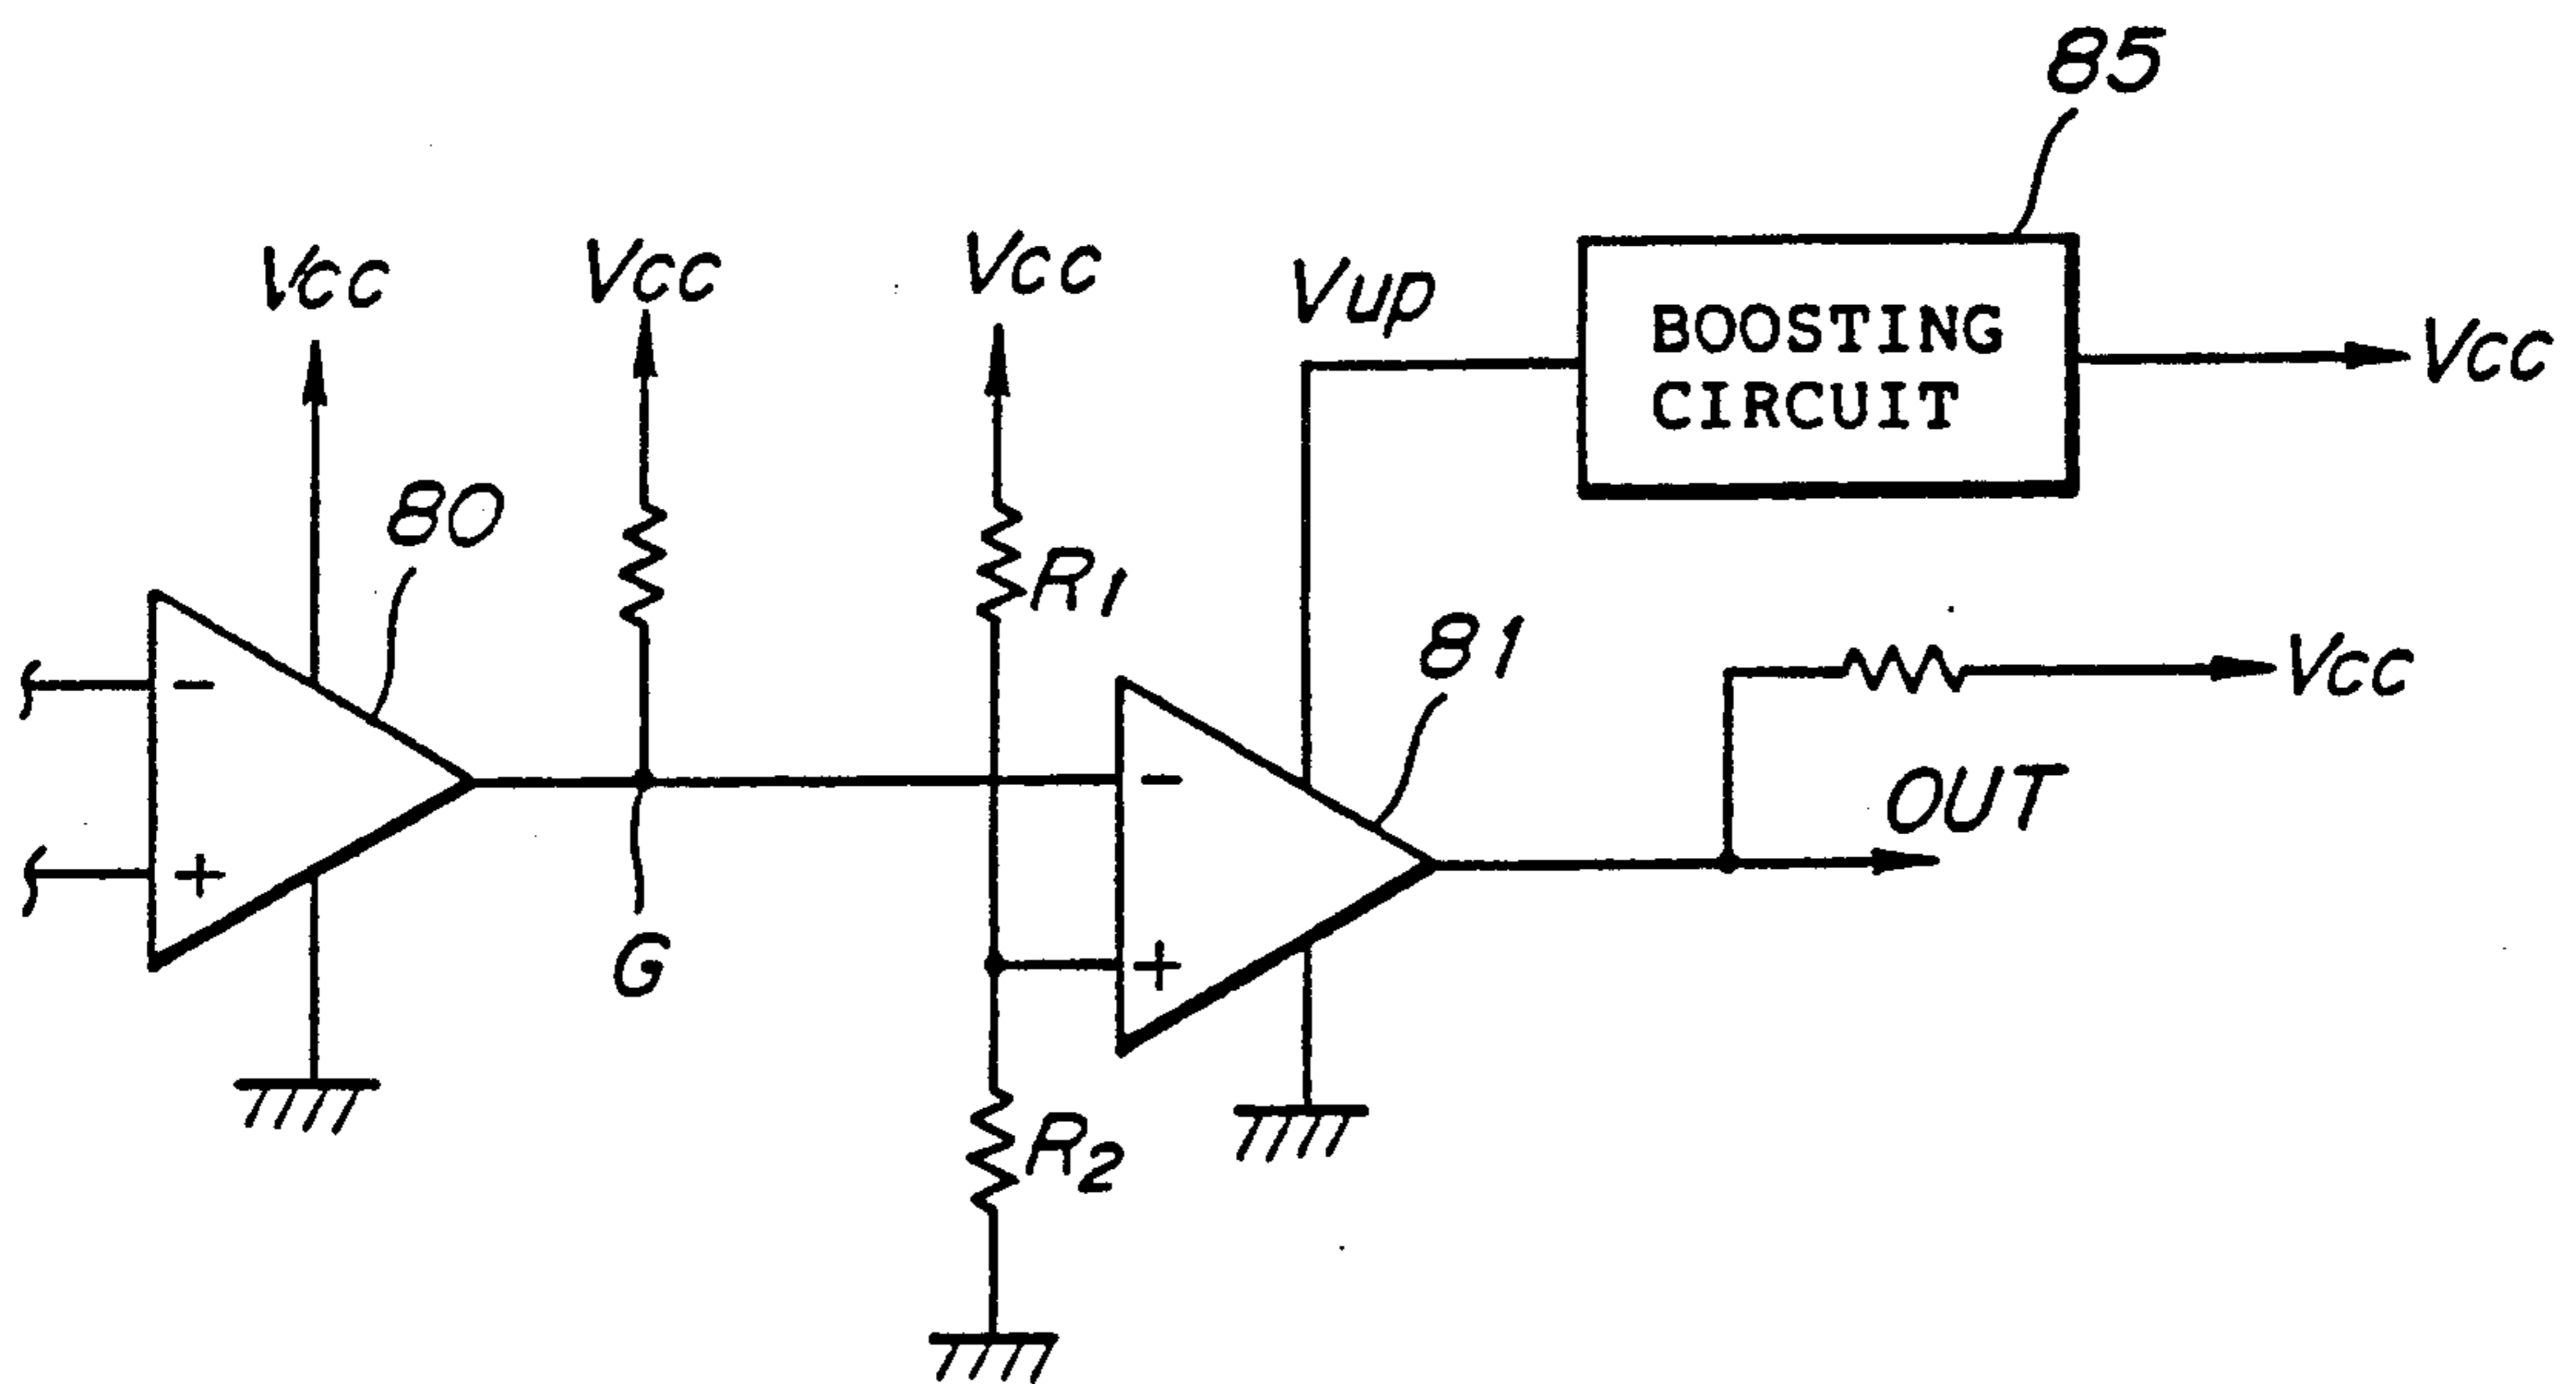 85
Vcc
Vcc
Vcc
Vup
BOOSTING
CIRCUIT
Vcc
80
R1
81
Vcc
-
-
OUT
+
+
G
R2